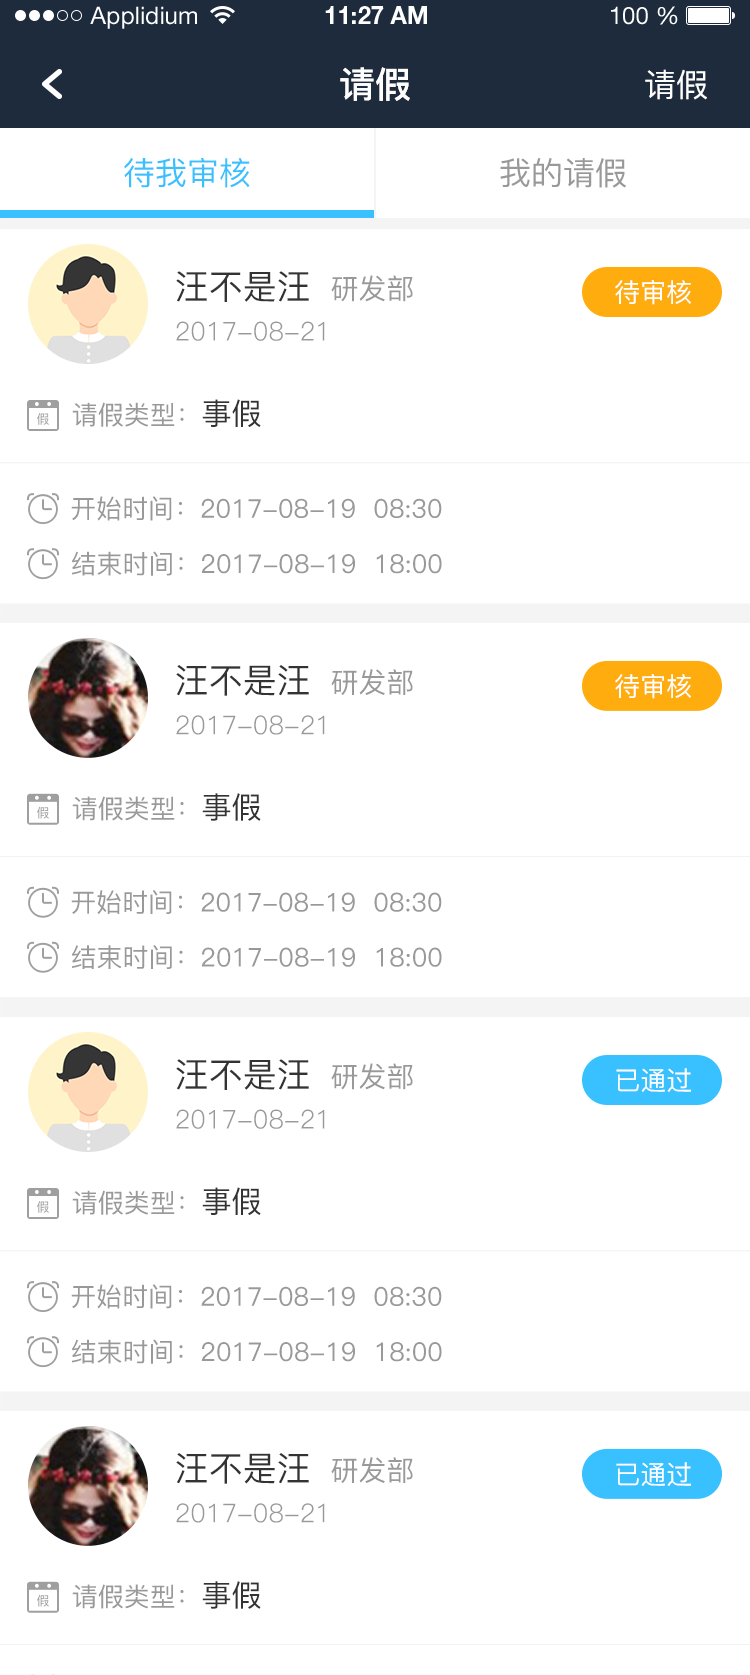 Applidium 11:27 AM 100 %
请假 请假
待我审核 我的请假
汪不是汪 研发部 待审核
2017-08-21
假 请假类型： 事假
开始时间： 2017-08-19 08:30
结束时间： 2017-08-19 18:00
汪不是汪 研发部 待审核
2017-08-21
假 请假类型： 事假
开始时间： 2017-08-19 08:30
结束时间： 2017-08-19 18:00
汪不是汪 研发部 已通过
2017-08-21
假 请假类型： 事假
开始时间： 2017-08-19 08:30
结束时间： 2017-08-19 18:00
汪不是汪 研发部 已通过
2017-08-21
假 请假类型： 事假